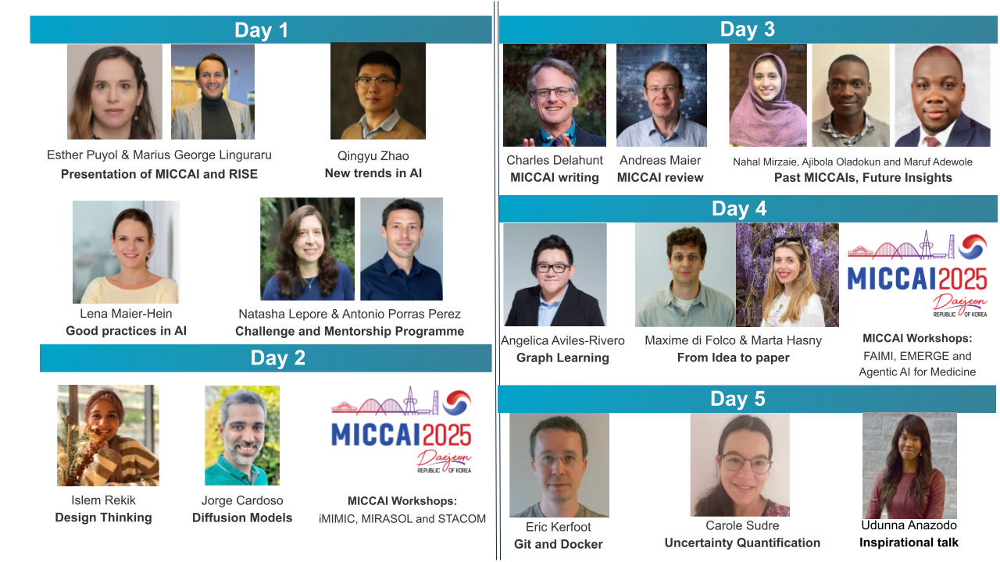 Day 1
Esther Puyol & Marius George Linguraru
Presentation of MICCAI and RISE
Qingyu Zhao
New trends in AI
Lena Maier-Hein
Good practices in AI
Natasha Lepore & Antonio Porras Perez
Challenge and Mentorship Programme
Day 2
Islem Rekik
Design Thinking
Jorge Cardoso
Diffusion Models
MICCAI2025
Daejeon
REPUBLIC OF KOREA
MICCAI Workshops:
iMIMIC, MIRASOL and STACOM
Day 3
Charles Delahunt
MICCAI writing
Andreas Maier
MICCAI review
Nahal Mirzaie, Ajibola Oladokun and Maruf Adewole
Past MICCAIs, Future Insights
Day 4
Angelica Aviles-Rivero
Graph Learning
Maxime di Folco & Marta Hasny
From Idea to paper
MICCAI2025
Daejeon
REPUBLIC OF KOREA
MICCAI Workshops:
FAIMI, EMERGE and
Agentic AI for Medicine
Day 5
Eric Kerfoot
Git and Docker
Carole Sudre
Uncertainty Quantification
Udunna Anazodo
Inspirational talk